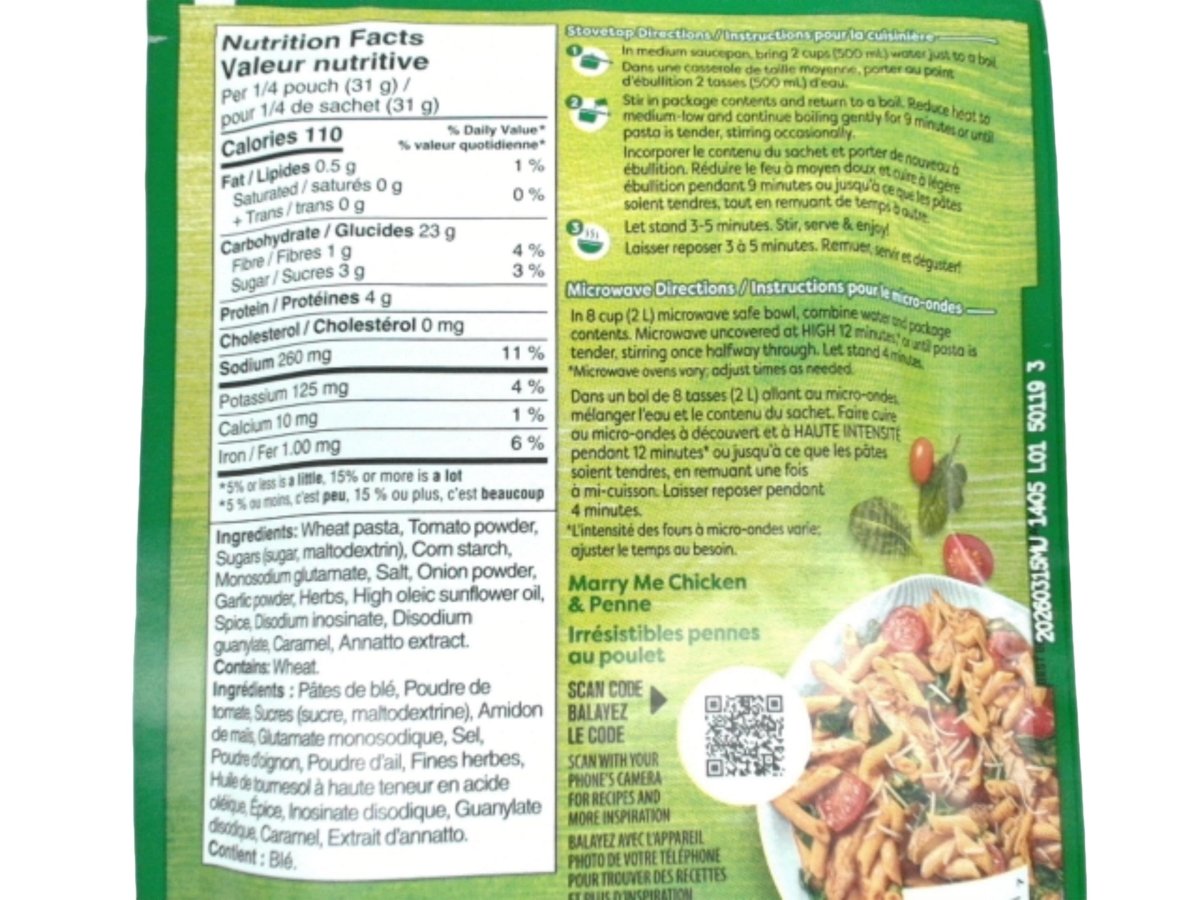 Nutrition Facts
Valeur nutritive
Per 1/4 pouch (31 g) /
pour 1/4 de sachet (31 g)
Calories 110
% Daily Value*
% valeur quotidienne*
Fat / Lipides 0.5 g 1 %
Saturated / saturés 0 g
+ Trans / trans 0 g 0 %
Carbohydrate / Glucides 23 g
Fibre / Fibres 1 g 4 %
Sugar / Sucres 3 g 3 %
Protein / Protéines 4 g
Cholesterol / Cholestérol 0 mg
Sodium 260 mg 11 %
Potassium 125 mg 4 %
Calcium 10 mg 1 %
Iron / Fer 1.00 mg 6 %
*5% or less is a little, 15% or more is a lot
*5 % ou moins, c'est peu, 15 % ou plus, c'est beaucoup
Ingredients: Wheat pasta, Tomato powder,
Sugars (sugar, maltodextrin), Corn starch,
Monosodium glutamate, Salt, Onion powder,
Garlic powder, Herbs, High oleic sunflower oil,
Spice, Disodium inosinate, Disodium
guanylate, Caramel, Annatto extract.
Contains: Wheat.
Ingrédients : Pâtes de blé, Poudre de
tomate, Sucres (sucre, maltodextrine), Amidon
de maïs, Glutamate monosodique, Sel,
Poudre d'oignon, Poudre d'ail, Fines herbes,
Huile de tournesol à haute teneur en acide
oléique, Épice, Inosinate disodique, Guanylate
disodique, Caramel, Extrait d'annatto.
Contient : Blé.
Stovetop Directions / Instructions pour la cuisinière
1 In medium saucepan, bring 2 cups (500 mL) water just to a boil.
Dans une casserole de taille moyenne, porter au point
d'ébullition 2 tasses (500 mL) d'eau.
2 Stir in package contents and return to a boil. Reduce heat to
medium-low and continue boiling gently for 9 minutes or until
pasta is tender, stirring occasionally.
Incorporer le contenu du sachet et porter de nouveau à
ébullition. Réduire le feu à moyen doux et cuire à légère
ébullition pendant 9 minutes ou jusqu'à ce que les pâtes
soient tendres, tout en remuant de temps à autre.
3 Let stand 3-5 minutes. Stir, serve & enjoy!
Laisser reposer 3 à 5 minutes. Remuer, servir et déguster!
Microwave Directions / Instructions pour le micro-ondes
In 8 cup (2 L) microwave safe bowl, combine water and package
contents. Microwave uncovered at HIGH 12 minutes,* or until pasta is
tender, stirring once halfway through. Let stand 4 minutes.
*Microwave ovens vary; adjust times as needed.
Dans un bol de 8 tasses (2 L) allant au micro-ondes,
mélanger l'eau et le contenu du sachet. Faire cuire
au micro-ondes à découvert et à HAUTE INTENSITÉ
pendant 12 minutes* ou jusqu'à ce que les pâtes
soient tendres, en remuant une fois
à mi-cuisson. Laisser reposer pendant
4 minutes.
*L'intensité des fours à micro-ondes varie;
ajuster le temps au besoin.
Marry Me Chicken
& Penne
Irrésistibles pennes
au poulet
SCAN CODE
BALAYEZ
LE CODE
SCAN WITH YOUR
PHONE'S CAMERA
FOR RECIPES AND
MORE INSPIRATION
BALAYEZ AVEC L'APPAREIL
PHOTO DE VOTRE TÉLÉPHONE
POUR TROUVER DES RECETTES
ET PLUS D'INSPIRATION
20260315MJ 1405 L01 50119 3